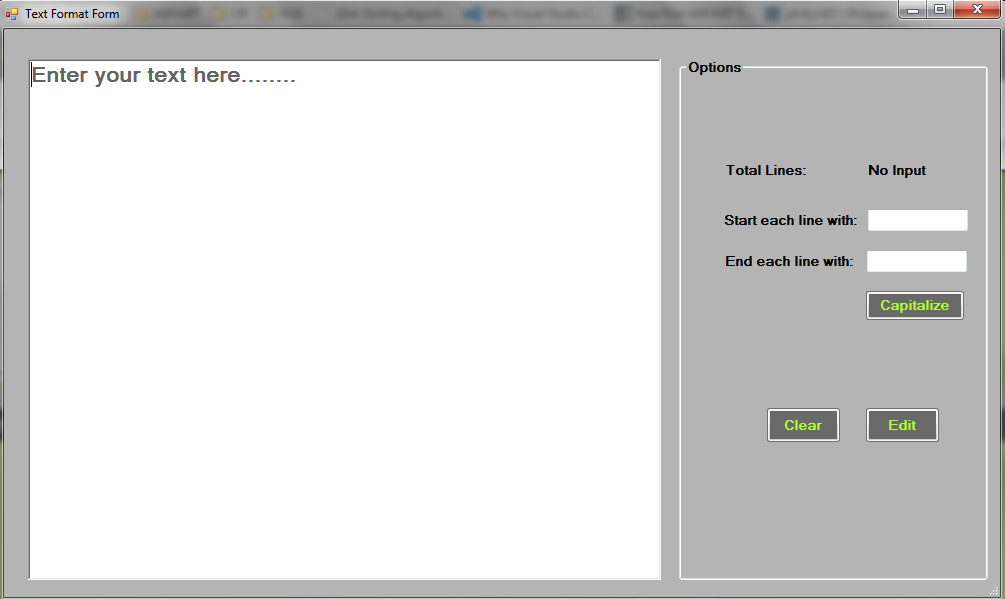 Text Format Form
Enter your text here........
Options
Total Lines: No Input
Start each line with:
End each line with:
Capitalize
Clear Edit